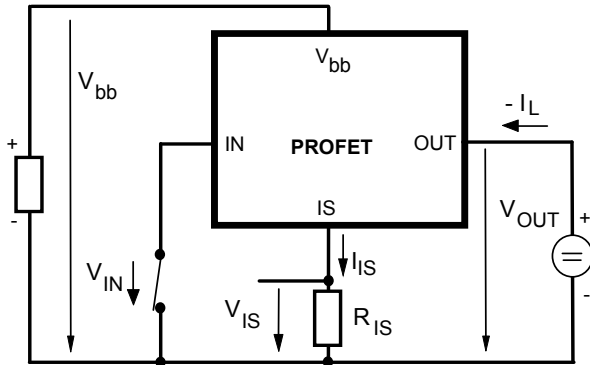 V_bb
V_bb
- I_L
IN
PROFET
OUT
IS
+
-
V_IN
I_IS
V_OUT
+
-
V_IS
R_IS